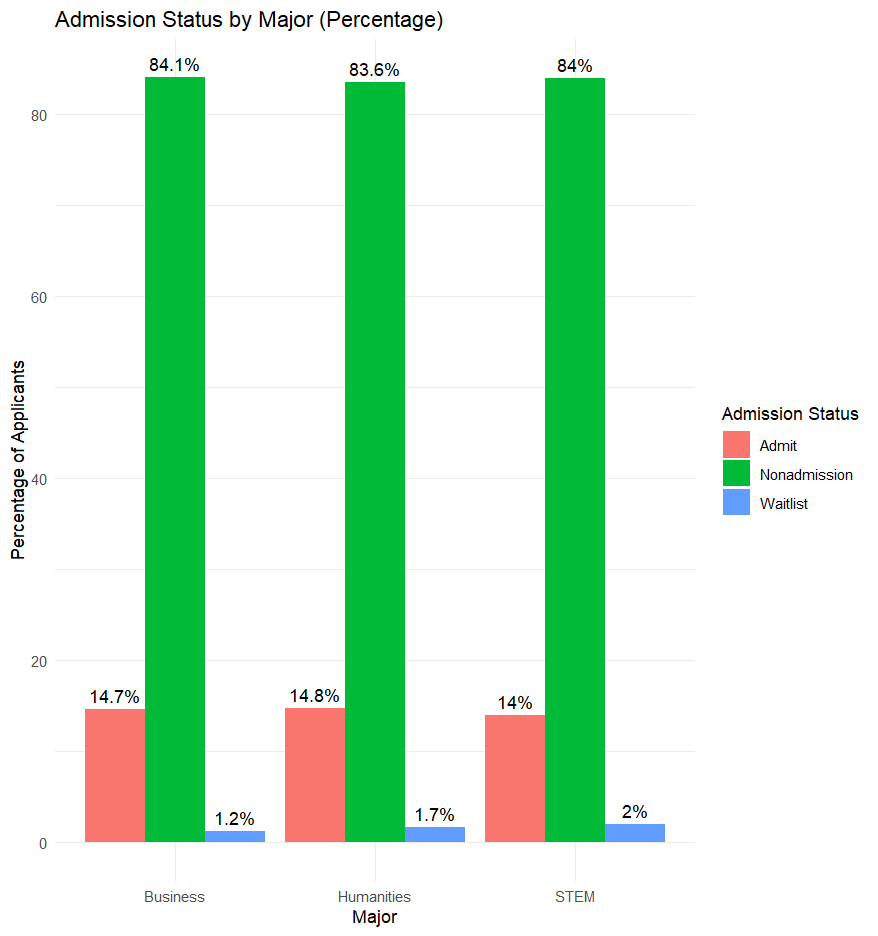 Admission Status by Major (Percentage)
84.1%
83.6%
84%
80
60
40
20
0
14.7%
14.8%
14%
1.2%
1.7%
2%
Percentage of Applicants
Business
Humanities
STEM
Major
Admission Status
Admit
Nonadmission
Waitlist